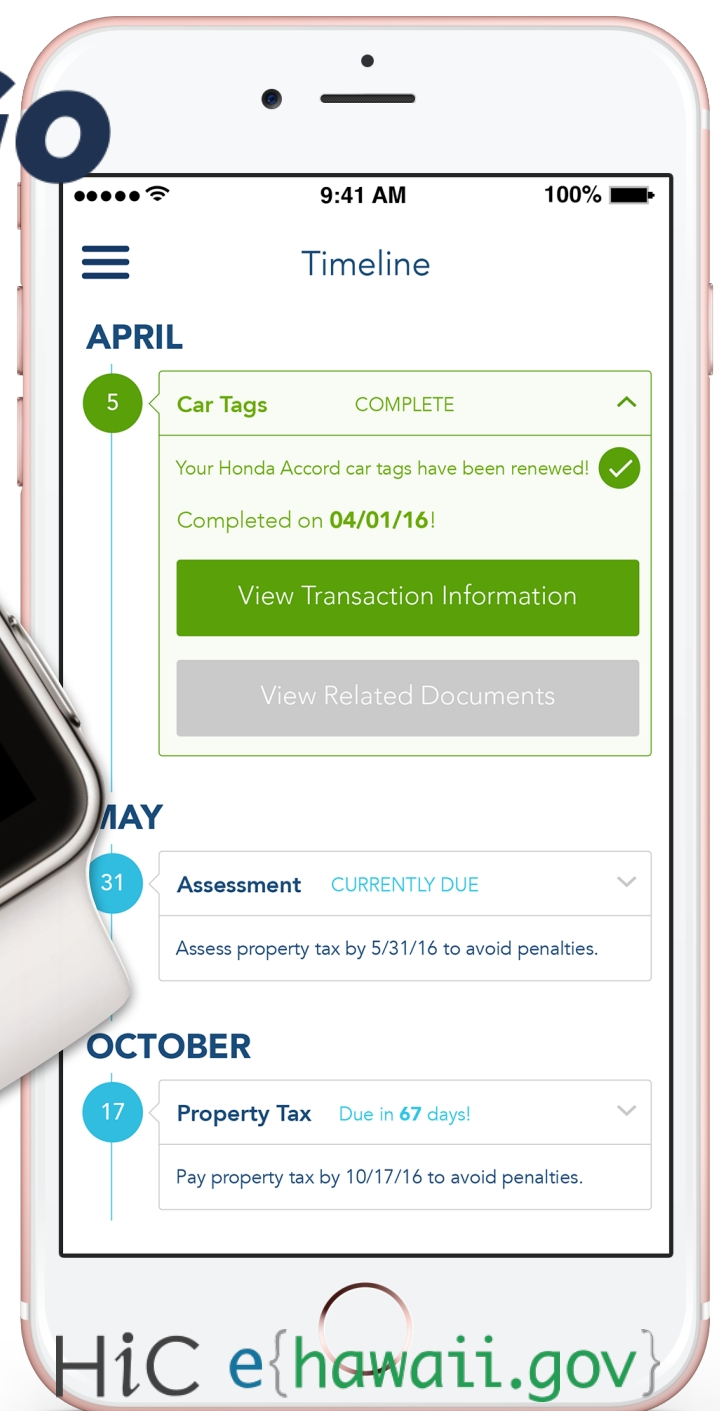 Go
9:41 AM 100%
Timeline
APRIL
5 Car Tags COMPLETE
Your Honda Accord car tags have been renewed!
Completed on 04/01/16!
View Transaction Information
View Related Documents
MAY
31 Assessment CURRENTLY DUE
Assess property tax by 5/31/16 to avoid penalties.
OCTOBER
17 Property Tax Due in 67 days!
Pay property tax by 10/17/16 to avoid penalties.
HiC e{hawaii.gov}